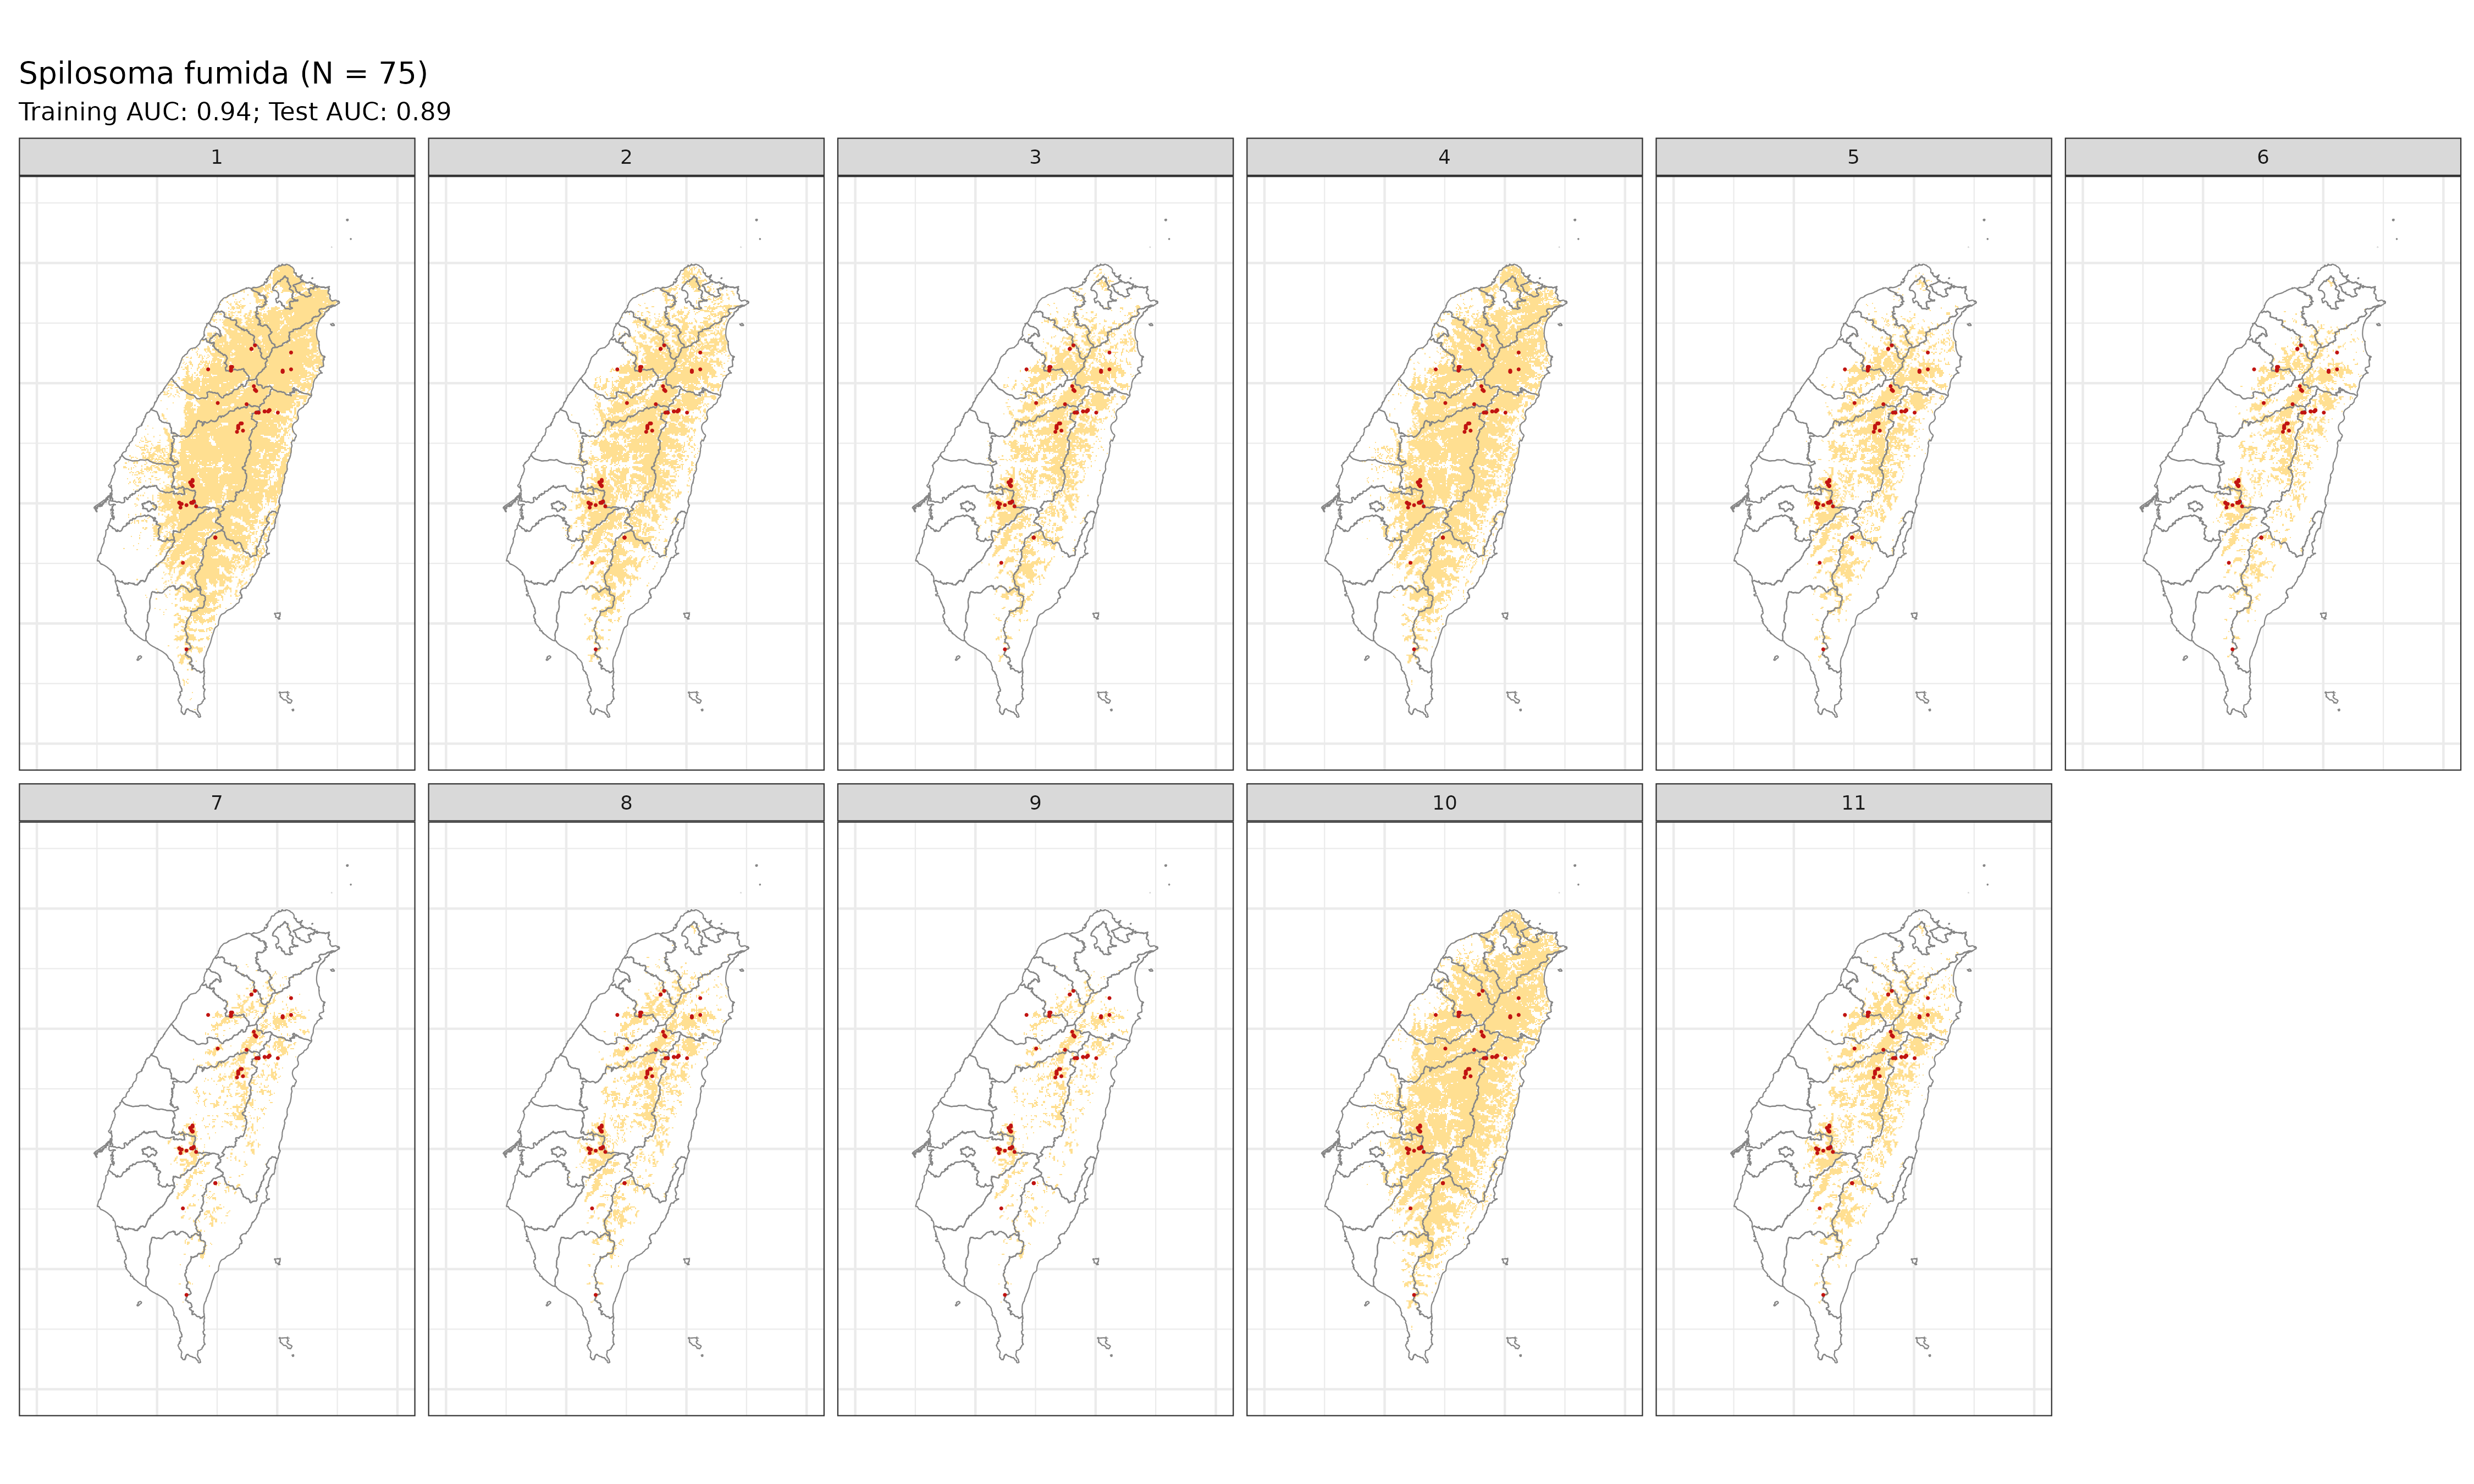 Spilosoma fumida (N = 75)
Training AUC: 0.94; Test AUC: 0.89
1 2 3 4 5 6
7 8 9 10 11